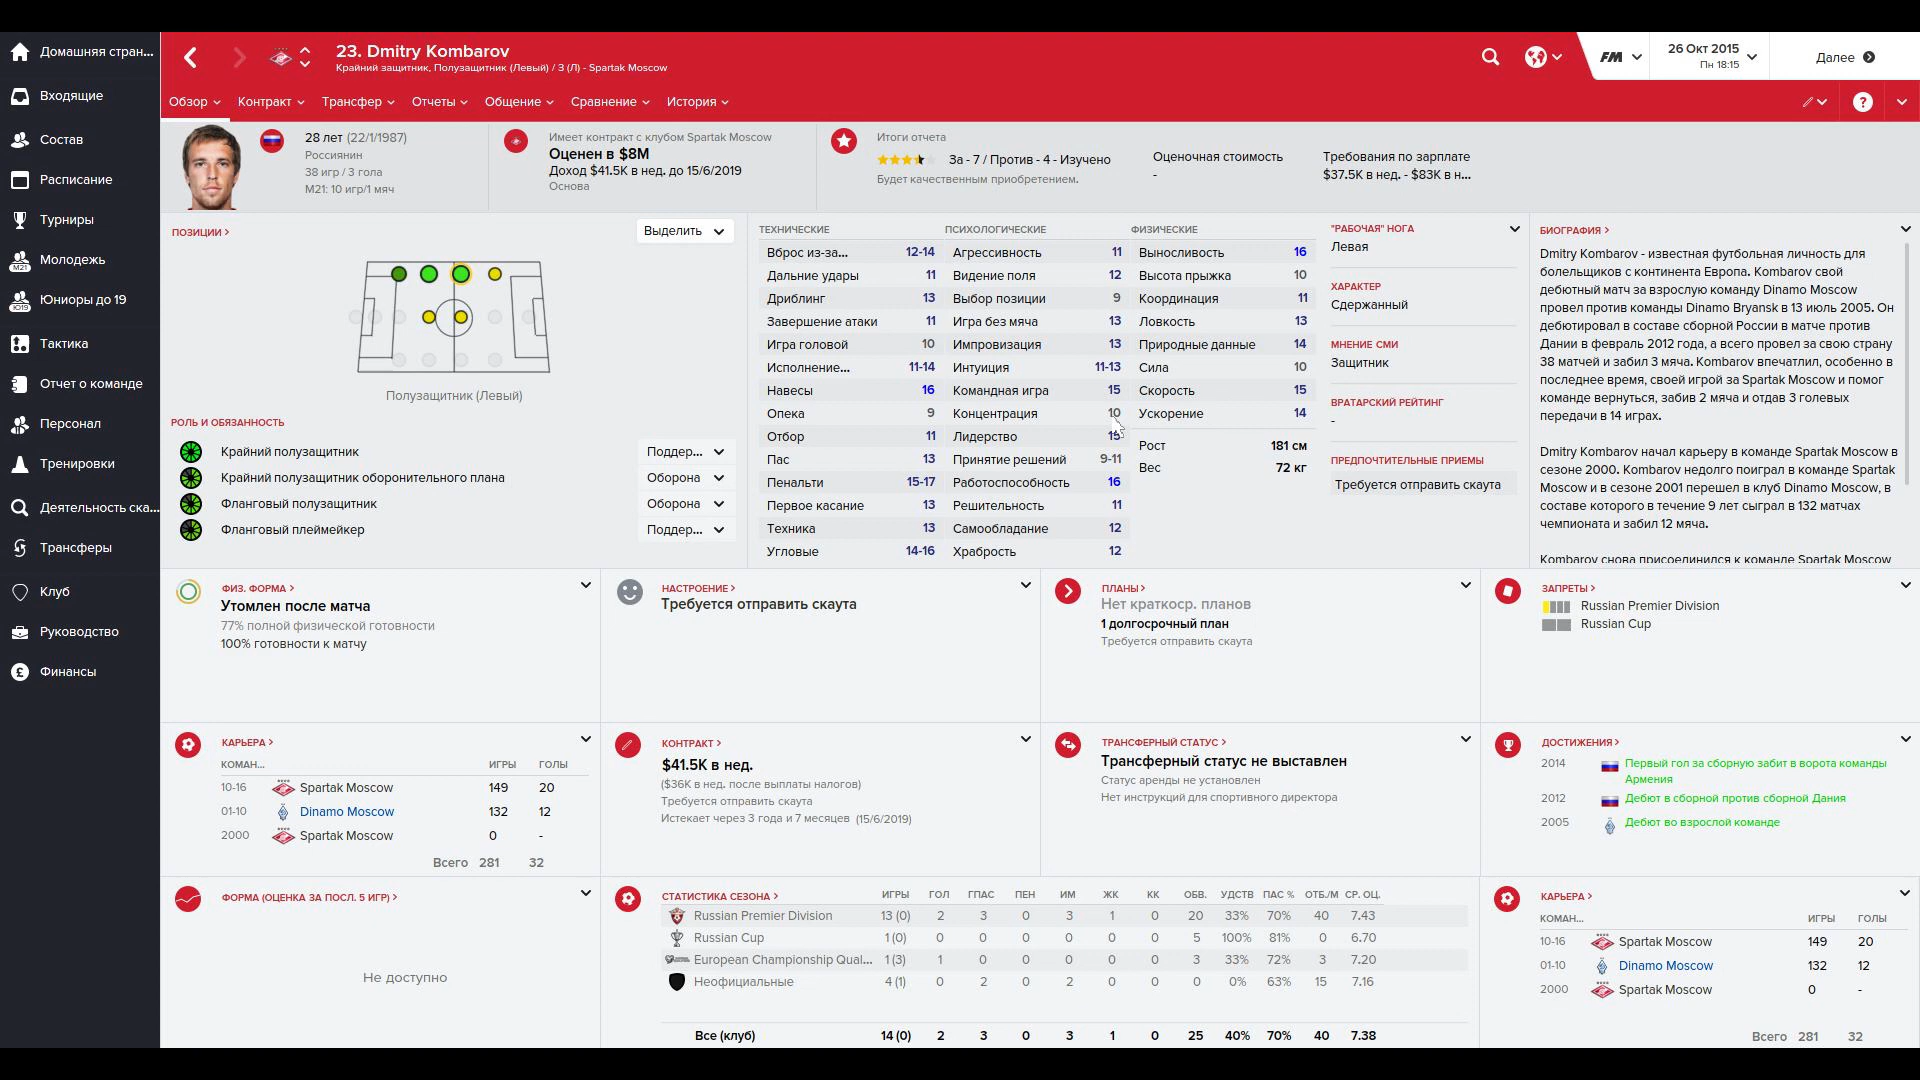 Домашняя стран...
Входящие
Состав
Расписание
Турниры
М21
Молодежь
Ю19
Юниоры до 19
Тактика
Отчет о команде
Персонал
Тренировки
Деятельность ска...
Трансферы
Клуб
Руководство
Финансы
23. Dmitry Kombarov
Крайний защитник, Полузащитник (Левый) / З (Л) - Spartak Moscow
FM
26 Окт 2015
Пн 18:15
Далее
Обзор
Контракт
Трансфер
Отчеты
Общение
Сравнение
История
?
28 лет (22/1/1987)
Россиянин
38 игр / 3 гола
М21: 10 игр/1 мяч
Имеет контракт с клубом Spartak Moscow
Оценен в $8M
Доход $41.5K в нед. до 15/6/2019
Основа
Итоги отчета
За - 7 / Против - 4 - Изучено
Будет качественным приобретением.
Оценочная стоимость
-
Требования по зарплате
$37.5K в нед. - $83K в н...
ПОЗИЦИИ >
Выделить
Полузащитник (Левый)
РОЛЬ И ОБЯЗАННОСТЬ
Крайний полузащитник Поддер...
Крайний полузащитник оборонительного плана Оборона
Фланговый полузащитник Оборона
Фланговый плеймейкер Поддер...
ТЕХНИЧЕСКИЕ
Вброс из-за... 12-14
Дальние удары 11
Дриблинг 13
Завершение атаки 11
Игра головой 10
Исполнение... 11-14
Навесы 16
Опека 9
Отбор 11
Пас 13
Пенальти 15-17
Первое касание 13
Техника 13
Угловые 14-16
ПСИХОЛОГИЧЕСКИЕ
Агрессивность 11
Видение поля 12
Выбор позиции 9
Игра без мяча 13
Импровизация 13
Интуиция 11-13
Командная игра 15
Концентрация 10
Лидерство 15
Принятие решений 9-11
Работоспособность 16
Решительность 11
Самообладание 12
Храбрость 12
ФИЗИЧЕСКИЕ
Выносливость 16
Высота прыжка 10
Координация 11
Ловкость 13
Природные данные 14
Сила 10
Скорость 15
Ускорение 14
Рост 181 см
Вес 72 кг
"РАБОЧАЯ" НОГА
Левая
ХАРАКТЕР
Сдержанный
МНЕНИЕ СМИ
Защитник
ВРАТАРСКИЙ РЕЙТИНГ
-
ПРЕДПОЧТИТЕЛЬНЫЕ ПРИЕМЫ
Требуется отправить скаута
БИОГРАФИЯ >
Dmitry Kombarov - известная футбольная личность для
болельщиков с континента Европа. Kombarov свой
дебютный матч за взрослую команду Dinamo Moscow
провел против команды Dinamo Bryansk в 13 июль 2005. Он
дебютировал в составе сборной России в матче против
Дании в февраль 2012 года, а всего провел за свою страну
38 матчей и забил 3 мяча. Kombarov впечатлил, особенно в
последнее время, своей игрой за Spartak Moscow и помог
команде вернуться, забив 2 мяча и отдав 3 голевых
передачи в 14 играх.
Dmitry Kombarov начал карьеру в команде Spartak Moscow в
сезоне 2000. Kombarov недолго поиграл в команде Spartak
Moscow и в сезоне 2001 перешел в клуб Dinamo Moscow, в
составе которого в течение 9 лет сыграл в 132 матчах
чемпионата и забил 12 мяча.
Kombarov снова присоединился к команде Spartak Moscow
ФИЗ. ФОРМА >
Утомлен после матча
77% полной физической готовности
100% готовности к матчу
НАСТРОЕНИЕ >
Требуется отправить скаута
ПЛАНЫ >
Нет краткоср. планов
1 долгосрочный план
Требуется отправить скаута
ЗАПРЕТЫ >
Russian Premier Division
Russian Cup
КАРЬЕРА >
КОМАН... ИГРЫ ГОЛЫ
10-16 Spartak Moscow 149 20
01-10 Dinamo Moscow 132 12
2000 Spartak Moscow 0 -
Всего 281 32
КОНТРАКТ >
$41.5K в нед.
($36K в нед. после выплаты налогов)
Требуется отправить скаута
Истекает через 3 года и 7 месяцев (15/6/2019)
ТРАНСФЕРНЫЙ СТАТУС >
Трансферный статус не выставлен
Статус аренды не установлен
Нет инструкций для спортивного директора
ДОСТИЖЕНИЯ >
2014 Первый гол за сборную забит в ворота команды
Армения
2012 Дебют в сборной против сборной Дания
2005 Дебют во взрослой команде
ФОРМА (ОЦЕНКА ЗА ПОСЛ. 5 ИГР) >
Не доступно
СТАТИСТИКА СЕЗОНА > ИГРЫ ГОЛ ГПАС ПЕН ИМ ЖК КК ОБВ. УДСТВ ПАС % ОТБ./М СР. ОЦ.
Russian Premier Division 13 (0) 2 3 0 3 1 0 20 33% 70% 40 7.43
Russian Cup 1 (0) 0 0 0 0 0 0 5 100% 81% 0 6.70
European Championship Qual... 1 (3) 1 0 0 0 0 0 3 33% 72% 3 7.20
Неофициальные 4 (1) 0 2 0 2 0 0 0 0% 63% 15 7.16
Все (клуб) 14 (0) 2 3 0 3 1 0 25 40% 70% 40 7.38
КАРЬЕРА >
КОМАН... ИГРЫ ГОЛЫ
10-16 Spartak Moscow 149 20
01-10 Dinamo Moscow 132 12
2000 Spartak Moscow 0 -
Всего 281 32